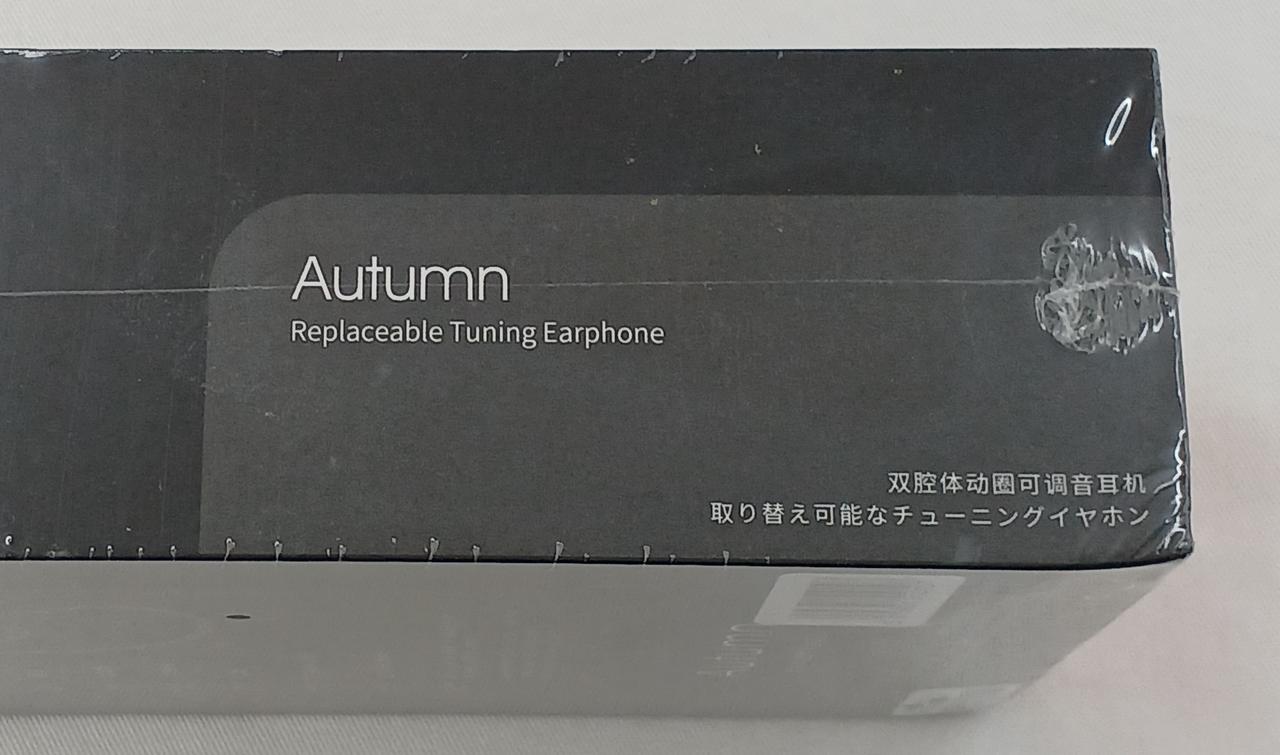 Autumn
Replaceable Tuning Earphone
双腔体动圈可调音耳机
取り替え可能なチューニングイヤホン